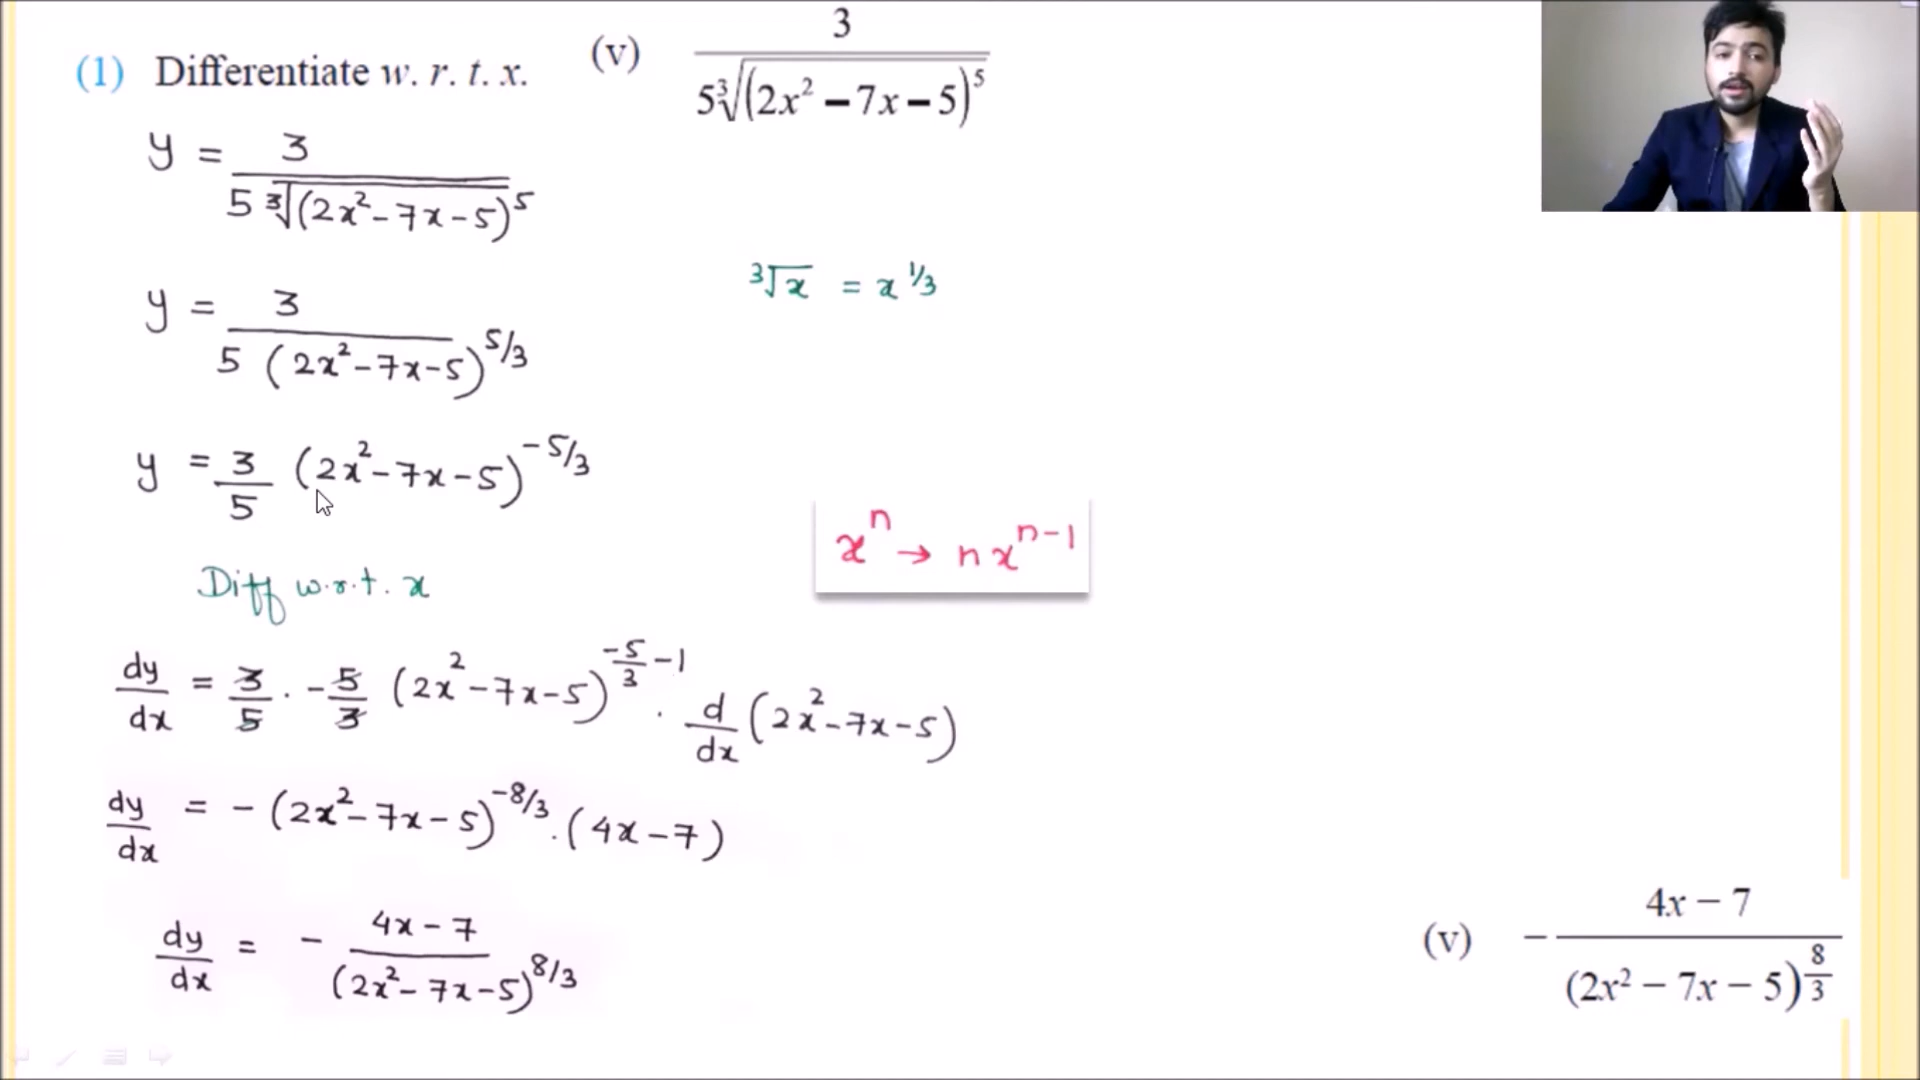 (1) Differentiate w. r. t. x. (v) 3 / 5∛(2x² − 7x − 5)⁵
y = 3 / 5 ∛(2x² − 7x − 5)⁵
∛x = x^1/3
y = 3 / 5 (2x² − 7x − 5)^5/3
y = 3/5 (2x² − 7x − 5)^−5/3
xⁿ → n xⁿ⁻¹
Diff w.r.t. x
dy/dx = 3/5 · −5/3 (2x² − 7x − 5)^(−5/3 − 1) · d/dx (2x² − 7x − 5)
dy/dx = − (2x² − 7x − 5)^−8/3 · (4x − 7)
dy/dx = − 4x − 7 / (2x² − 7x − 5)^8/3
(v) − 4x − 7 / (2x² − 7x − 5)^8/3